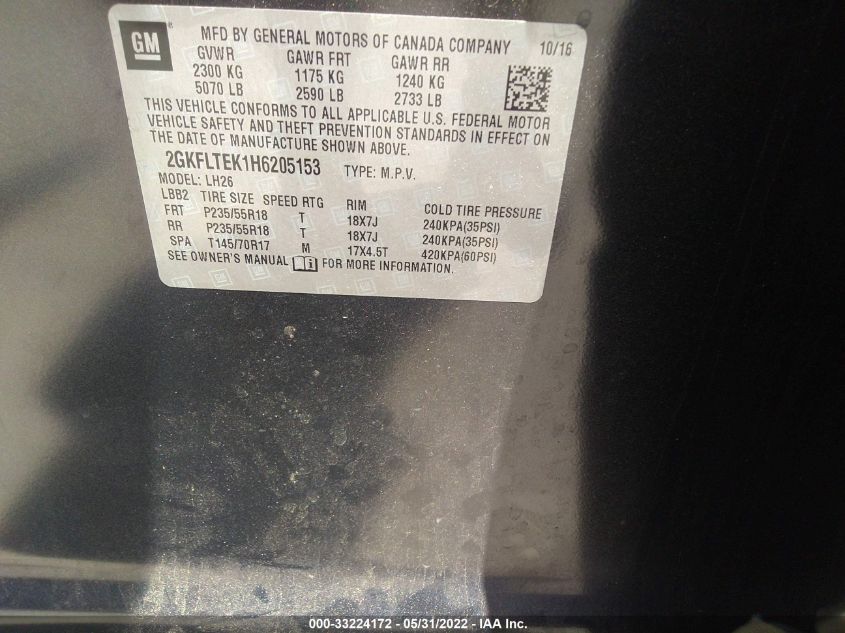 GM
MFD BY GENERAL MOTORS OF CANADA COMPANY 10/16
GVWR GAWR FRT GAWR RR
2300 KG 1175 KG 1240 KG
5070 LB 2590 LB 2733 LB
THIS VEHICLE CONFORMS TO ALL APPLICABLE U.S. FEDERAL MOTOR
VEHICLE SAFETY AND THEFT PREVENTION STANDARDS IN EFFECT ON
THE DATE OF MANUFACTURE SHOWN ABOVE.
2GKFLTEK1H6205153 TYPE: M.P.V.
MODEL: LH26
LBB2 TIRE SIZE SPEED RTG RIM COLD TIRE PRESSURE
FRT P235/55R18 T 18X7J 240KPA(35PSI)
RR P235/55R18 T 18X7J 240KPA(35PSI)
SPA T145/70R17 M 17X4.5T 420KPA(60PSI)
SEE OWNER'S MANUAL FOR MORE INFORMATION.
000-33224172 - 05/31/2022 - IAA Inc.